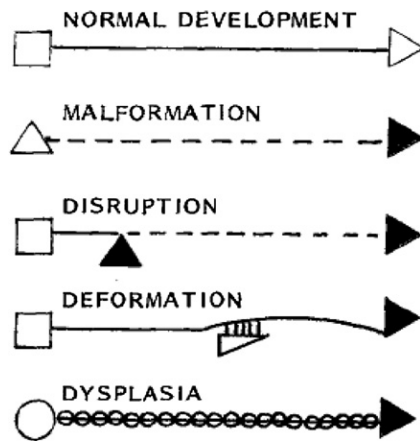 NORMAL DEVELOPMENT
MALFORMATION
DISRUPTION
DEFORMATION
DYSPLASIA